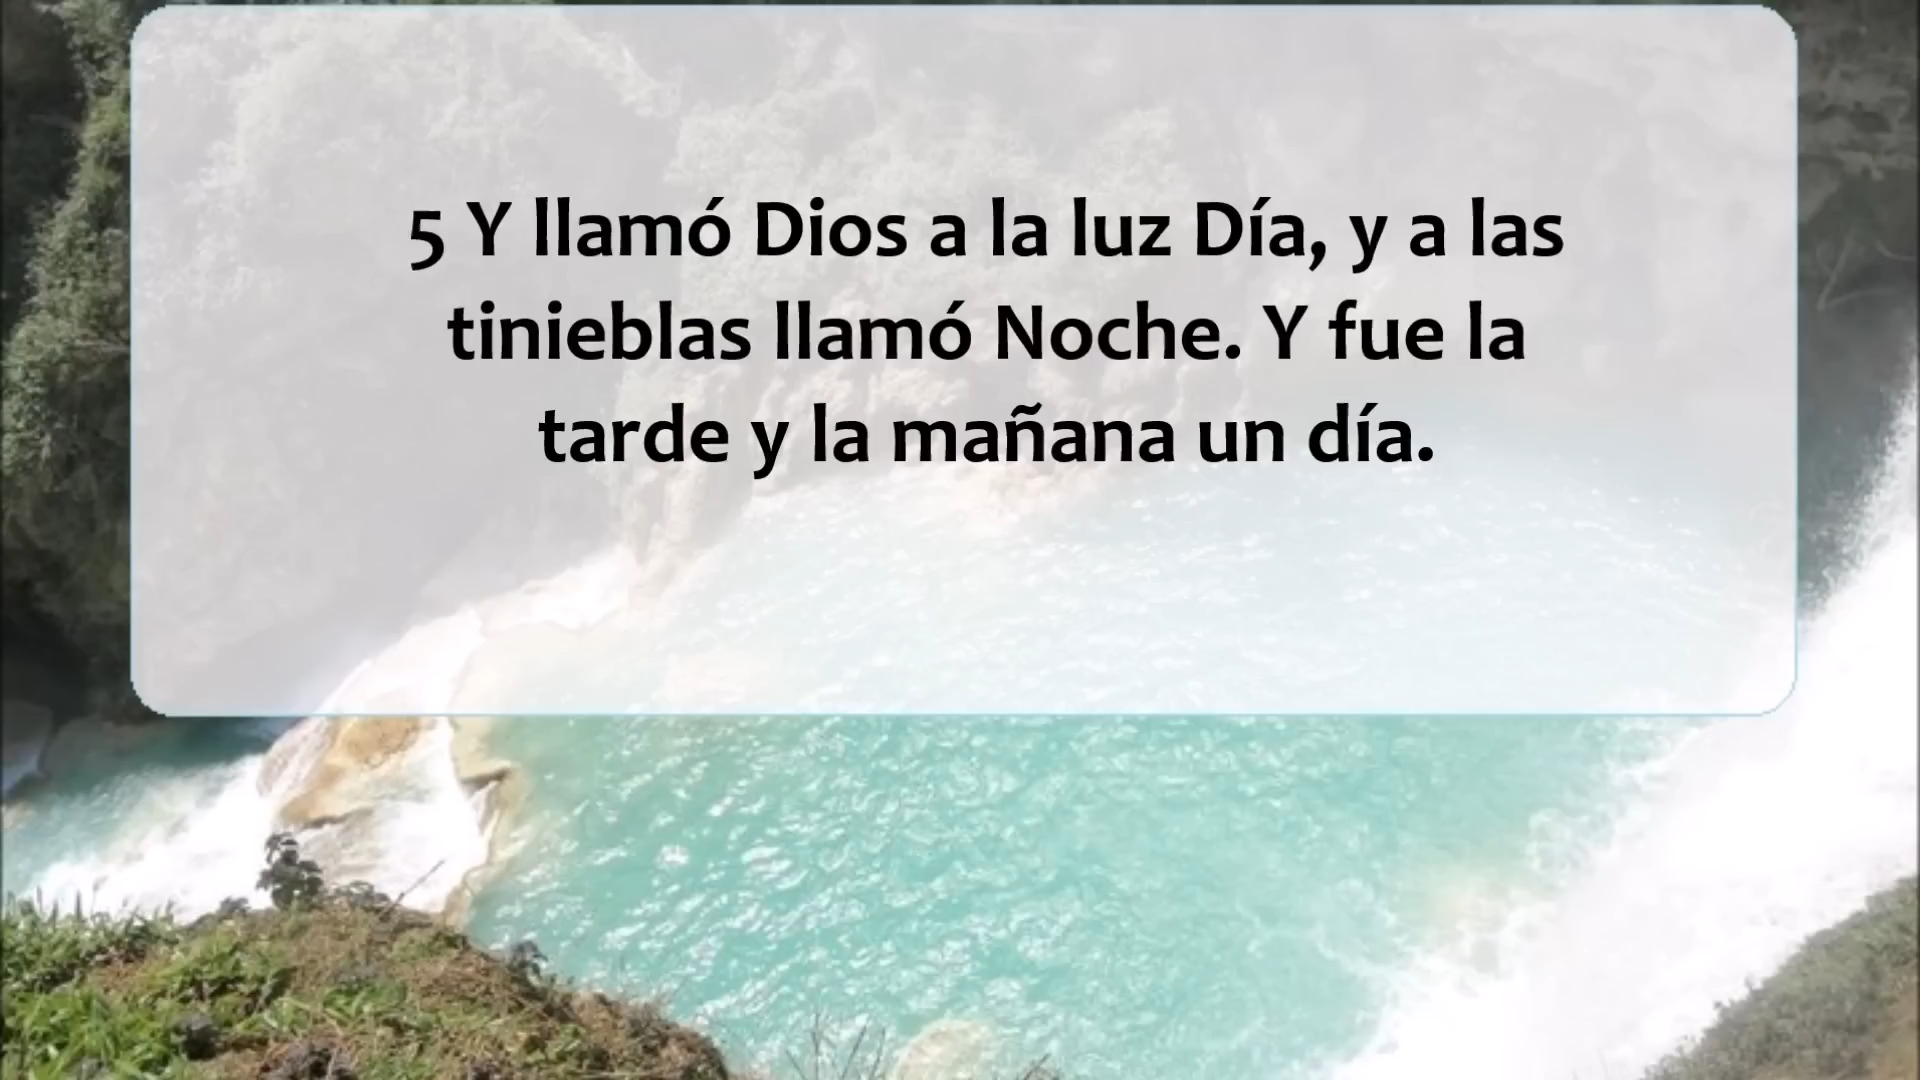 5 Y llamó Dios a la luz Día, y a las
tinieblas llamó Noche. Y fue la
tarde y la mañana un día.